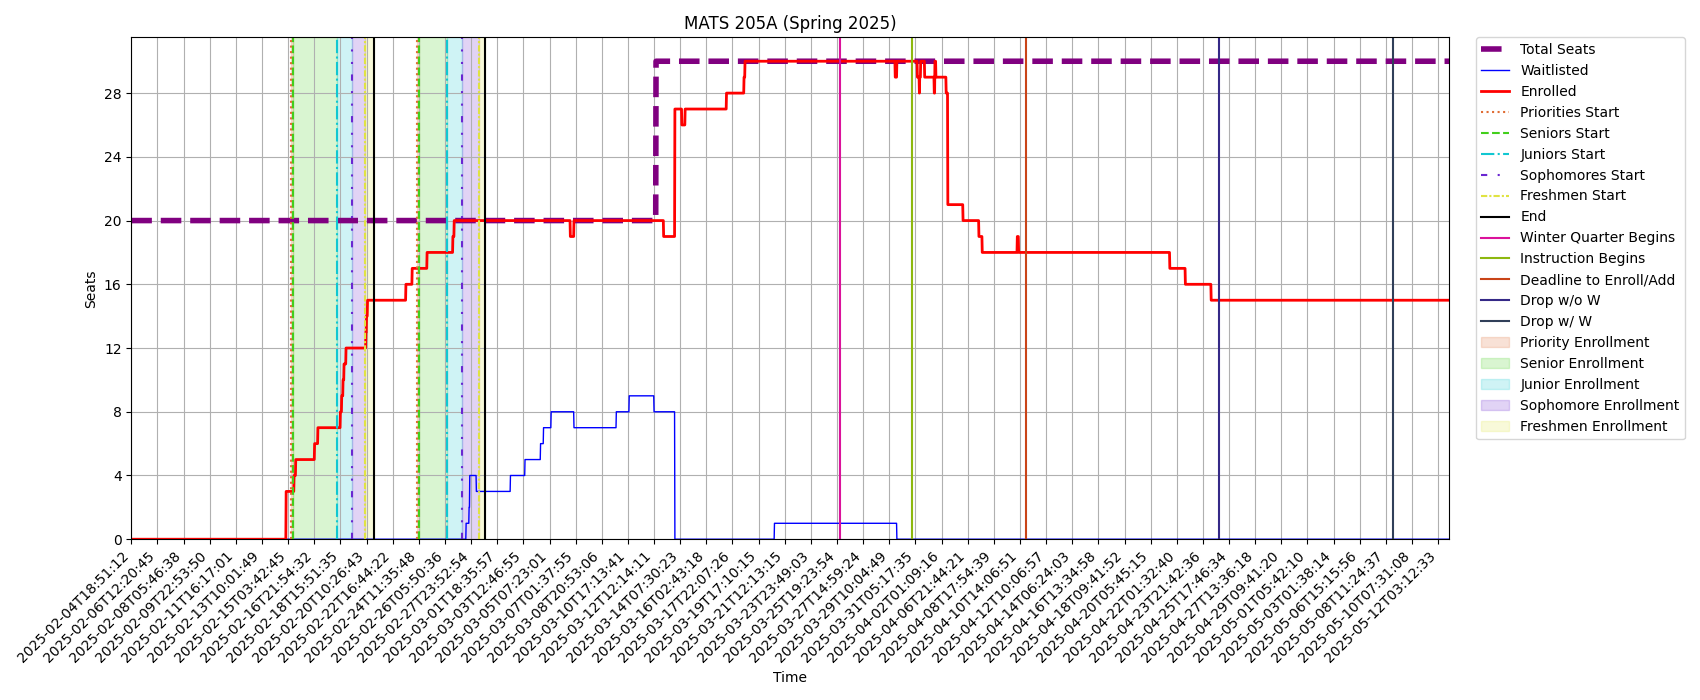 MATS 205A (Spring 2025)
Seats
28
24
20
16
12
8
4
0
2025-02-04T18:51:12
2025-02-06T12:20:45
2025-02-08T05:46:38
2025-02-09T22:53:50
2025-02-11T16:17:01
2025-02-13T10:01:49
2025-02-15T03:42:45
2025-02-16T21:54:32
2025-02-18T15:51:35
2025-02-20T10:26:43
2025-02-22T16:44:22
2025-02-24T11:35:48
2025-02-26T05:50:36
2025-02-27T23:52:54
2025-03-01T18:35:57
2025-03-03T12:46:55
2025-03-05T07:23:01
2025-03-07T01:37:55
2025-03-08T20:53:06
2025-03-10T17:13:41
2025-03-12T12:14:11
2025-03-14T07:30:23
2025-03-16T02:43:18
2025-03-17T22:07:26
2025-03-19T17:10:15
2025-03-21T12:13:15
2025-03-23T23:49:03
2025-03-25T19:23:54
2025-03-27T14:59:24
2025-03-29T10:04:49
2025-03-31T05:17:35
2025-04-02T01:09:16
2025-04-06T21:44:21
2025-04-08T17:54:39
2025-04-10T14:06:51
2025-04-12T10:06:57
2025-04-14T06:24:03
2025-04-16T13:34:58
2025-04-18T09:41:52
2025-04-20T05:45:15
2025-04-22T01:32:40
2025-04-23T21:42:36
2025-04-25T17:46:34
2025-04-27T13:36:18
2025-04-29T09:41:20
2025-05-01T05:42:10
2025-05-03T01:38:14
2025-05-06T15:15:56
2025-05-08T11:24:37
2025-05-10T07:31:08
2025-05-12T03:12:33
Time
Total Seats
Waitlisted
Enrolled
Priorities Start
Seniors Start
Juniors Start
Sophomores Start
Freshmen Start
End
Winter Quarter Begins
Instruction Begins
Deadline to Enroll/Add
Drop w/o W
Drop w/ W
Priority Enrollment
Senior Enrollment
Junior Enrollment
Sophomore Enrollment
Freshmen Enrollment